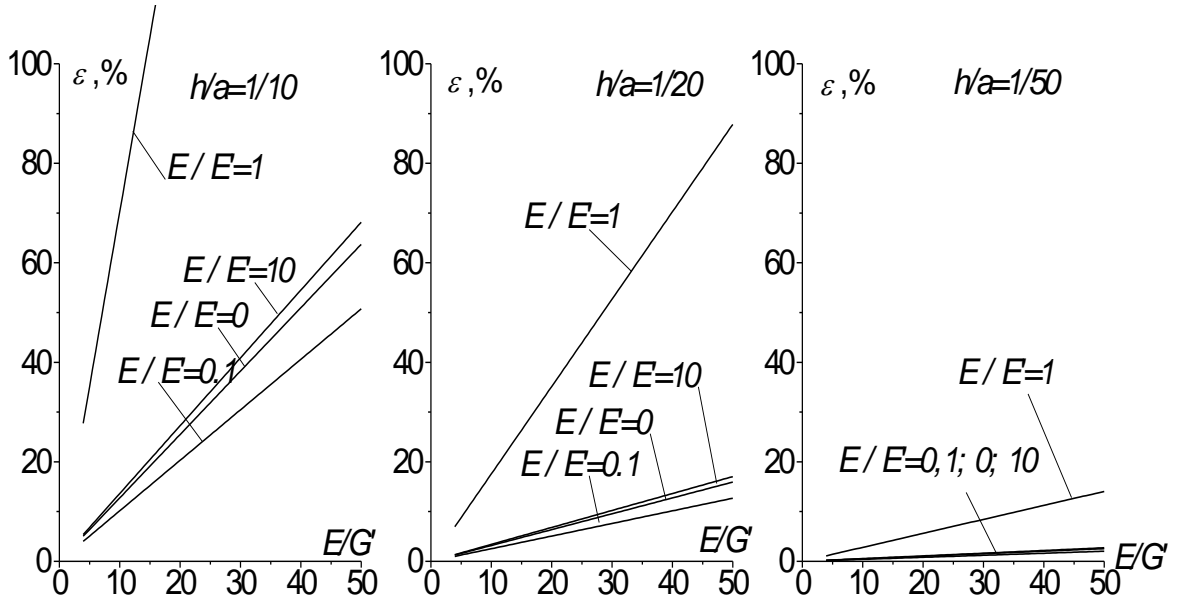 100
ε ,%
h/a=1/10
80
E / E'=1
60
E / E'=10
E / E'=0
40
E / E'=0.1
20
E/G'
0
0 10 20 30 40 50
100
ε ,%
h/a=1/20
80
E / E'=1
60
40
E / E'=10
E / E'=0
20
E / E'=0.1
E/G'
0
0 10 20 30 40 50
100
ε ,%
h/a=1/50
80
60
40
E / E'=1
20
E / E'=0,1; 0; 10
0
E/G'
0 10 20 30 40 50